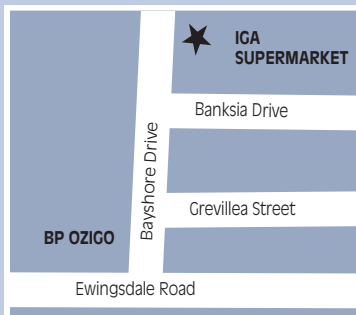 IGA
SUPERMARKET
Banksia Drive
Bayshore Drive
Grevillea Street
BP OZIGO
Ewingsdale Road